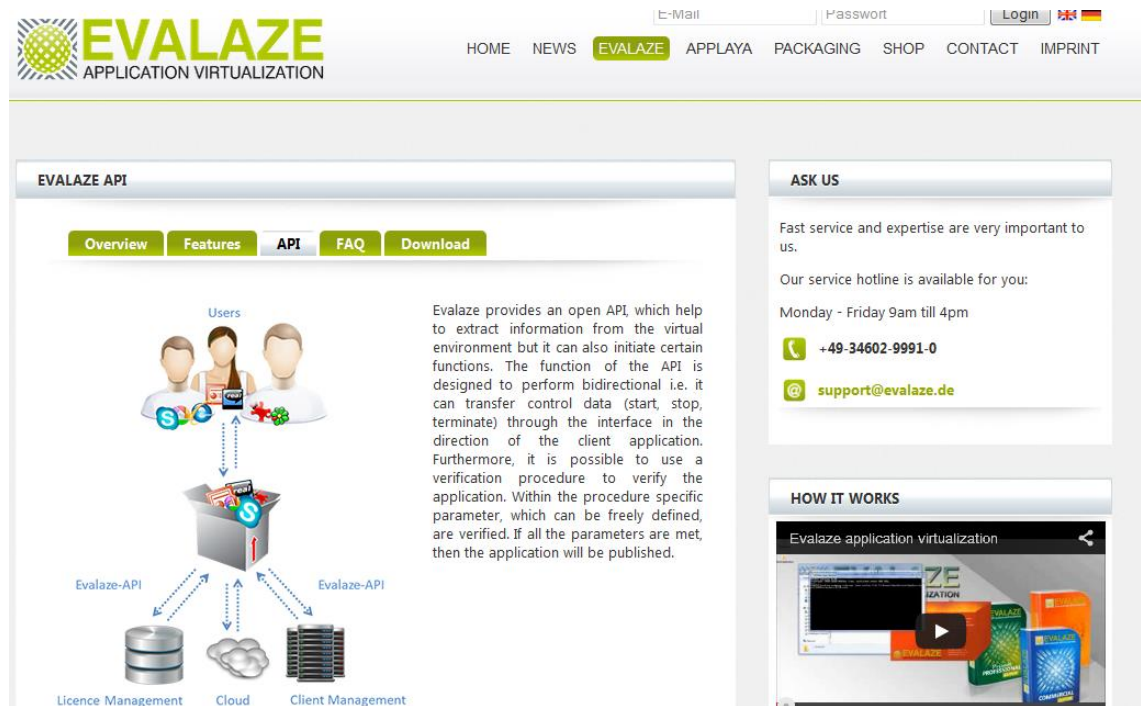 E-Mail
Passwort
Login
EVALAZE
APPLICATION VIRTUALIZATION
HOME NEWS EVALAZE APPLAYA PACKAGING SHOP CONTACT IMPRINT
EVALAZE API
Overview Features API FAQ Download
Users
Evalaze-API
Evalaze-API
Licence Management
Cloud
Client Management
Evalaze provides an open API, which help
to extract information from the virtual
environment but it can also initiate certain
functions. The function of the API is
designed to perform bidirectional i.e. it
can transfer control data (start, stop,
terminate) through the interface in the
direction of the client application.
Furthermore, it is possible to use a
verification procedure to verify the
application. Within the procedure specific
parameter, which can be freely defined,
are verified. If all the parameters are met,
then the application will be published.
ASK US
Fast service and expertise are very important to
us.
Our service hotline is available for you:
Monday - Friday 9am till 4pm
+49-34602-9991-0
support@evalaze.de
HOW IT WORKS
Evalaze application virtualization
EVALAZE
EVALAZE
PROFESSIONAL
EVALAZE
COMMERCIAL